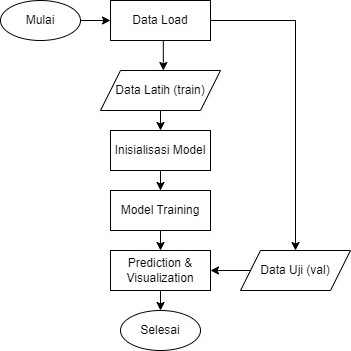 Mulai
Data Load
Data Latih (train)
Inisialisasi Model
Model Training
Prediction &
Visualization
Data Uji (val)
Selesai